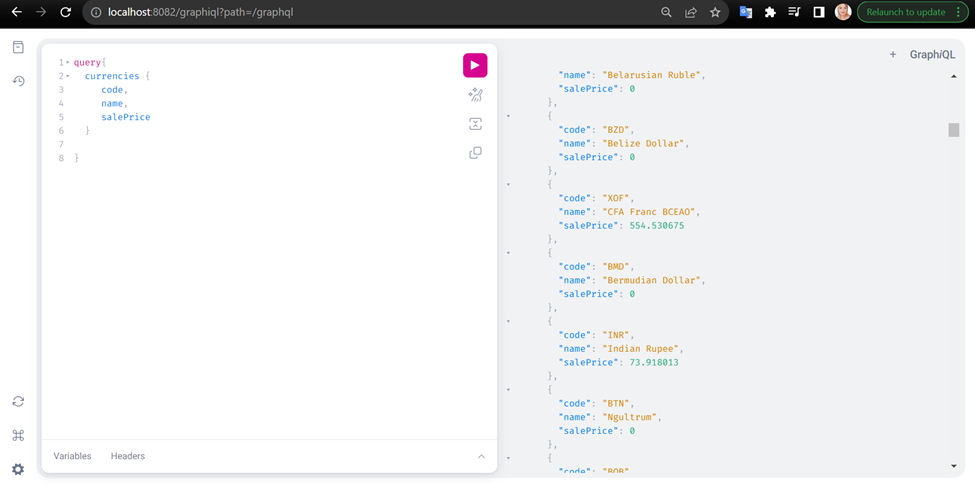 localhost:8082/graphiql?path=/graphql
Relaunch to update
+ GraphiQL
1 query{
2 currencies {
3 code,
4 name,
5 salePrice
6 }
7
8 }
Variables Headers
"name": "Belarusian Ruble",
"salePrice": 0
},
{
"code": "BZD",
"name": "Belize Dollar",
"salePrice": 0
},
{
"code": "XOF",
"name": "CFA Franc BCEAO",
"salePrice": 554.530675
},
{
"code": "BMD",
"name": "Bermudian Dollar",
"salePrice": 0
},
{
"code": "INR",
"name": "Indian Rupee",
"salePrice": 73.918013
},
{
"code": "BTN",
"name": "Ngultrum",
"salePrice": 0
},
{
"code": "BOB",